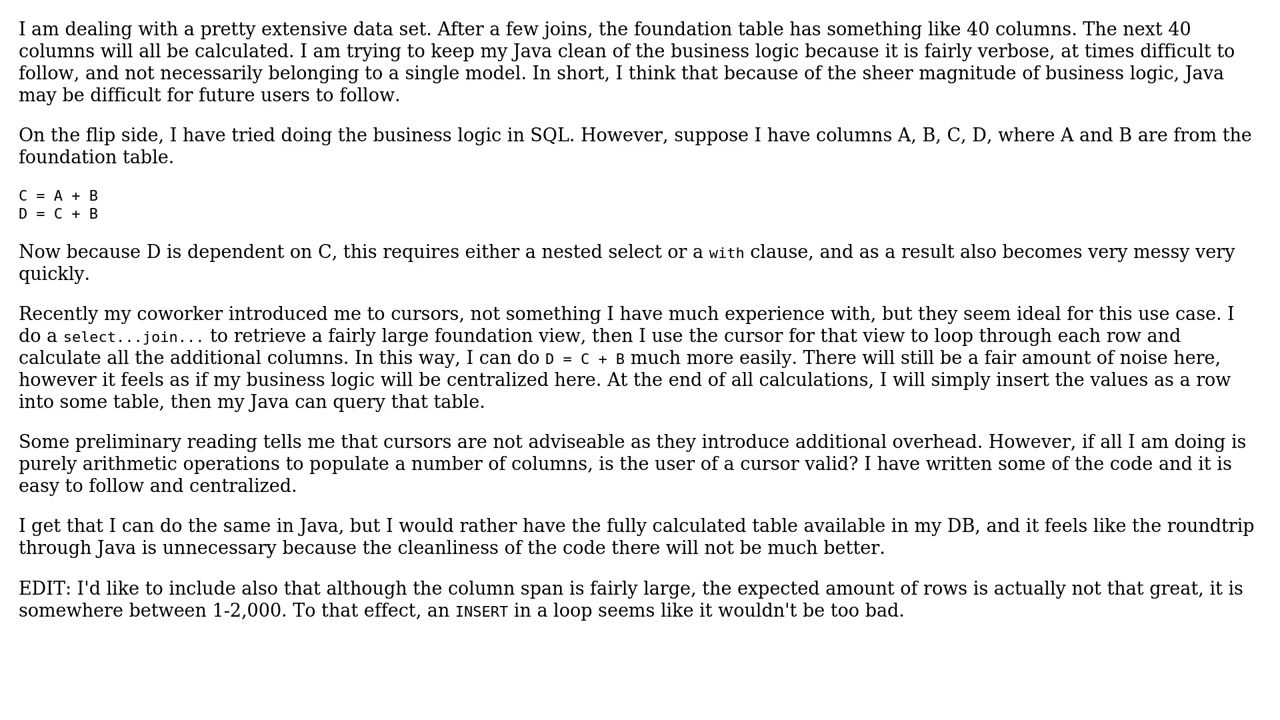 I am dealing with a pretty extensive data set. After a few joins, the foundation table has something like 40 columns. The next 40
columns will all be calculated. I am trying to keep my Java clean of the business logic because it is fairly verbose, at times difficult to
follow, and not necessarily belonging to a single model. In short, I think that because of the sheer magnitude of business logic, Java
may be difficult for future users to follow.
On the flip side, I have tried doing the business logic in SQL. However, suppose I have columns A, B, C, D, where A and B are from the
foundation table.
C = A + B
D = C + B
Now because D is dependent on C, this requires either a nested select or a with clause, and as a result also becomes very messy very
quickly.
Recently my coworker introduced me to cursors, not something I have much experience with, but they seem ideal for this use case. I
do a select...join... to retrieve a fairly large foundation view, then I use the cursor for that view to loop through each row and
calculate all the additional columns. In this way, I can do D = C + B much more easily. There will still be a fair amount of noise here,
however it feels as if my business logic will be centralized here. At the end of all calculations, I will simply insert the values as a row
into some table, then my Java can query that table.
Some preliminary reading tells me that cursors are not adviseable as they introduce additional overhead. However, if all I am doing is
purely arithmetic operations to populate a number of columns, is the user of a cursor valid? I have written some of the code and it is
easy to follow and centralized.
I get that I can do the same in Java, but I would rather have the fully calculated table available in my DB, and it feels like the roundtrip
through Java is unnecessary because the cleanliness of the code there will not be much better.
EDIT: I'd like to include also that although the column span is fairly large, the expected amount of rows is actually not that great, it is
somewhere between 1-2,000. To that effect, an INSERT in a loop seems like it wouldn't be too bad.